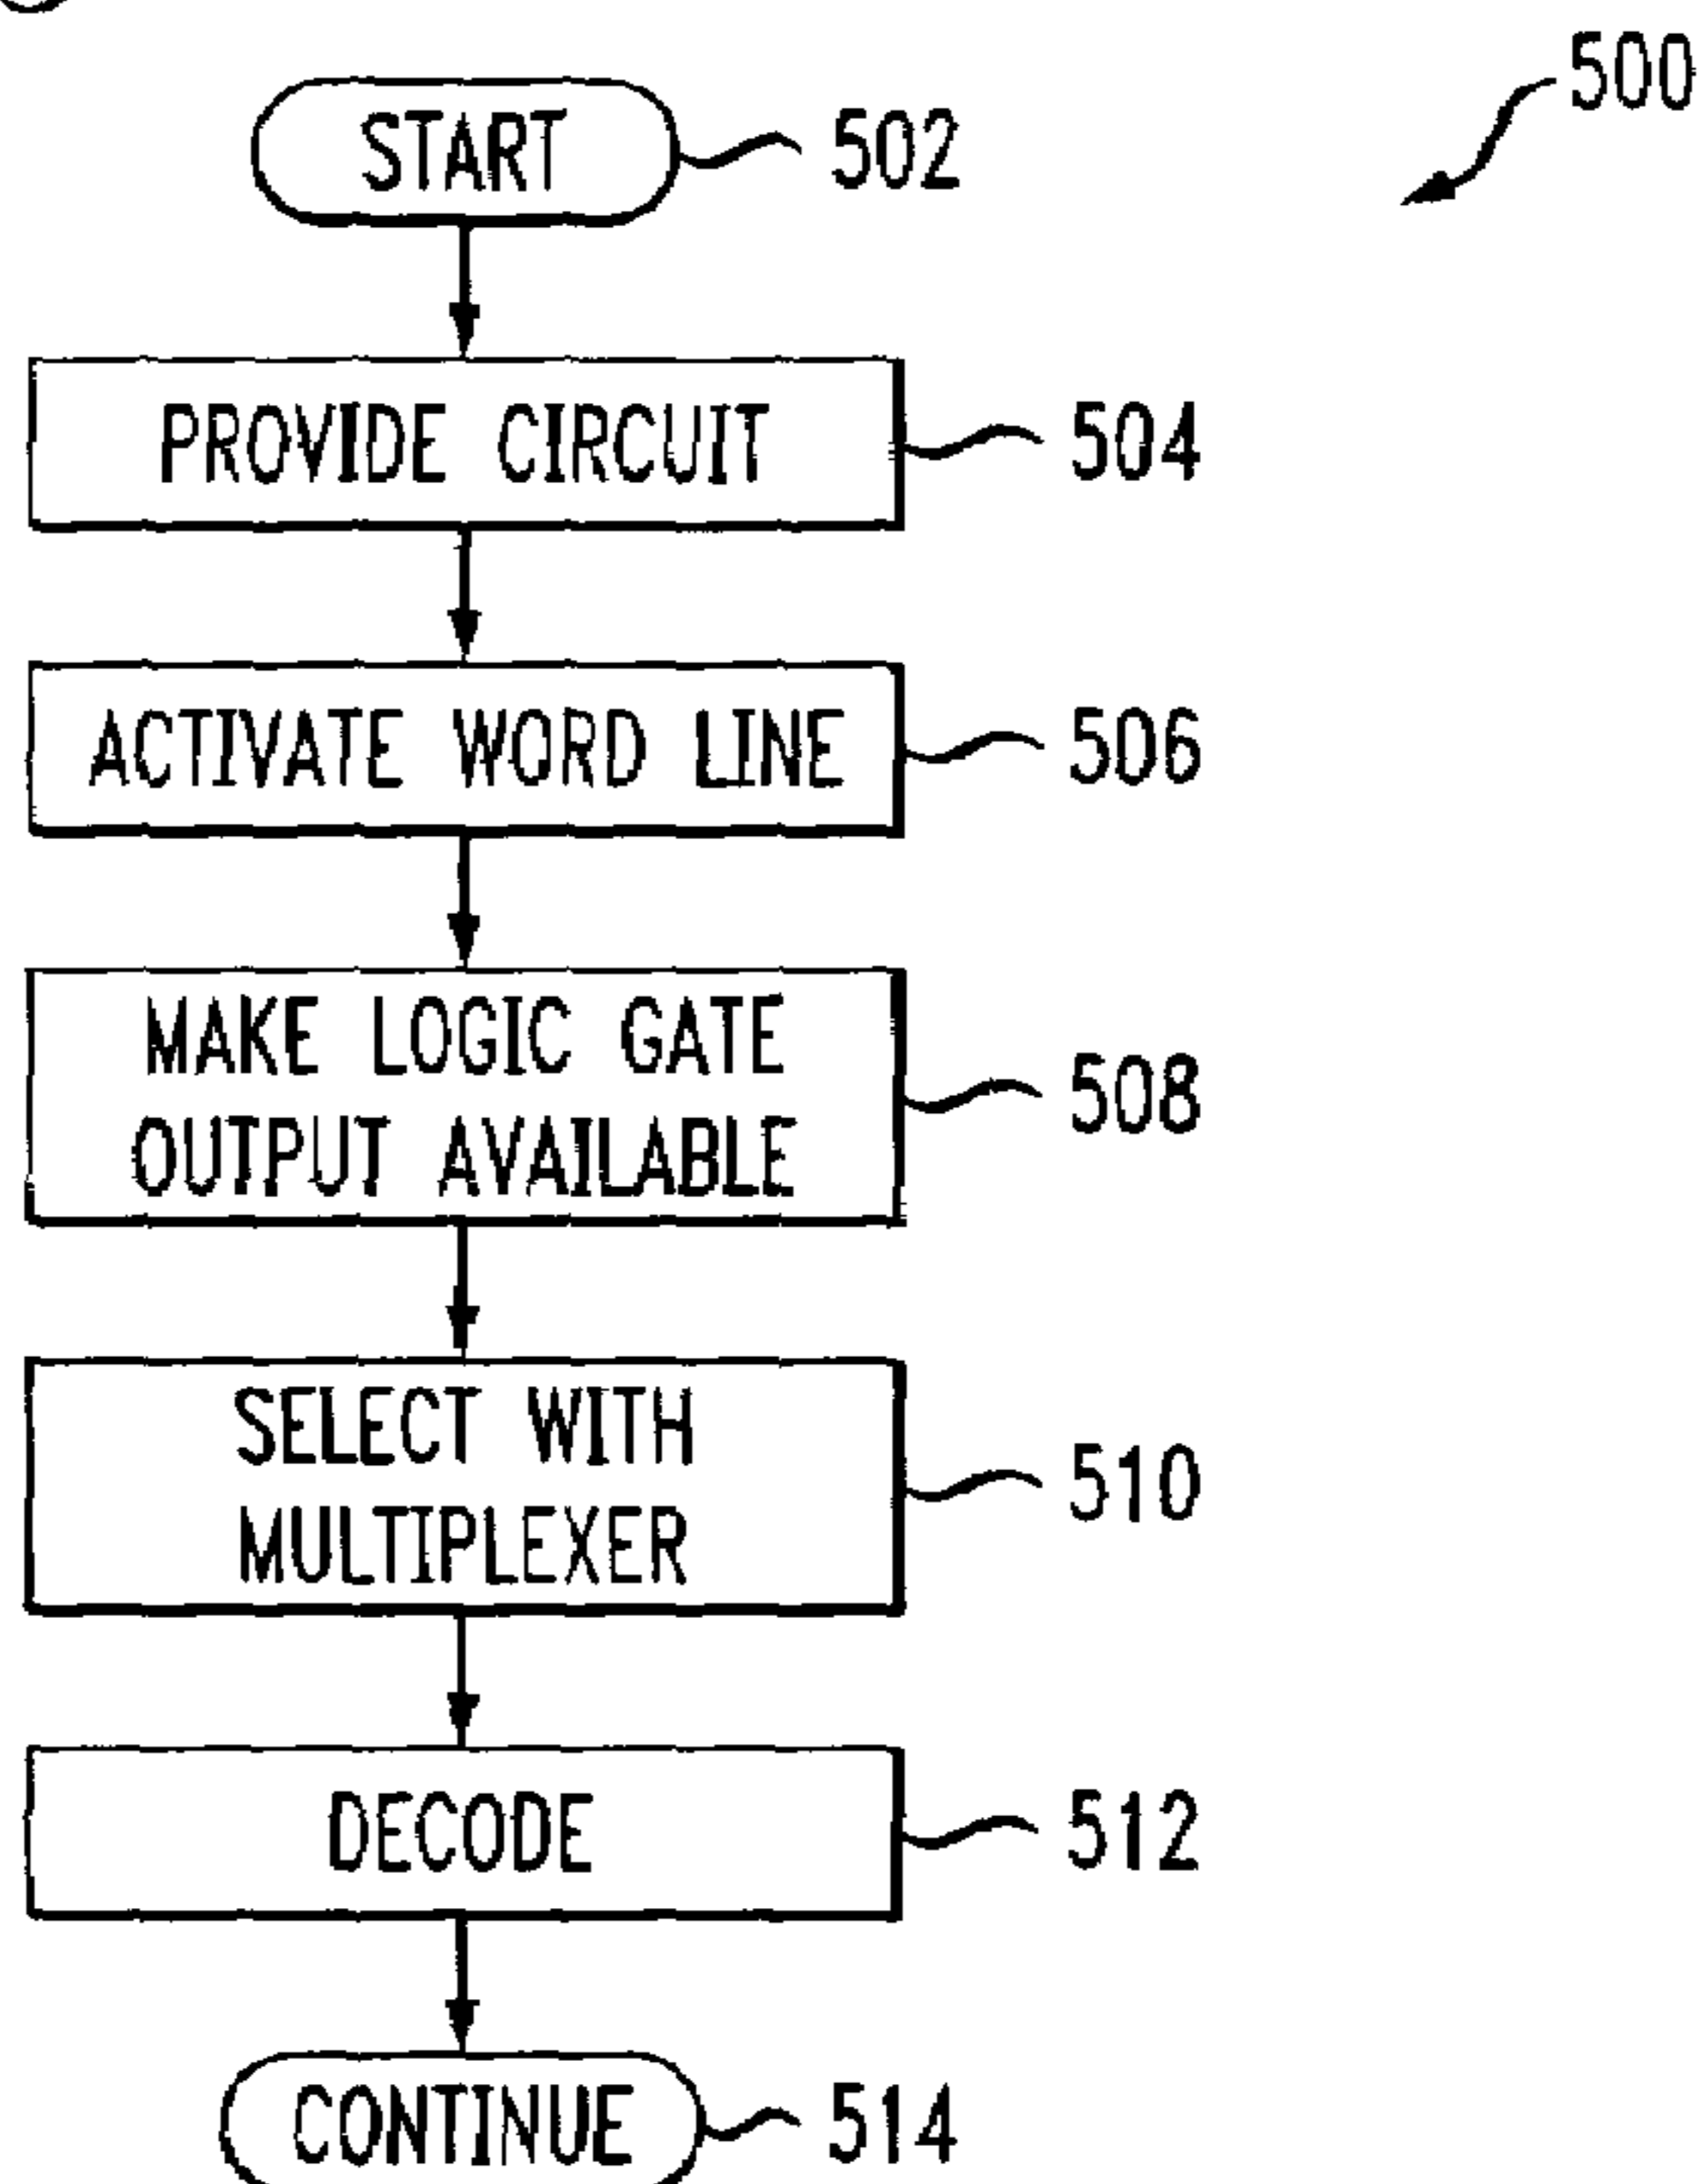 500
START 502
PROVIDE CIRCUIT 504
ACTIVATE WORD LINE 506
MAKE LOGIC GATE
OUTPUT AVAILABLE
508
SELECT WITH
MULTIPLEXER
510
DECODE 512
CONTINUE 514